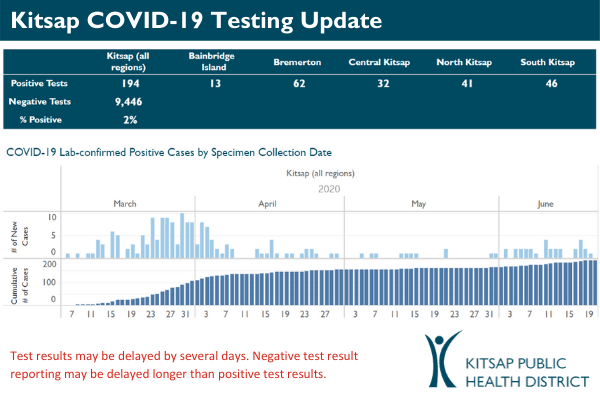 Kitsap COVID-19 Testing Update
Kitsap (all regions) Bainbridge Island Bremerton Central Kitsap North Kitsap South Kitsap
Positive Tests 194 13 62 32 41 46
Negative Tests 9,446
% Positive 2%
COVID-19 Lab-confirmed Positive Cases by Specimen Collection Date
Kitsap (all regions)
2020
March April May June
# of New Cases
10
5
0
Cumulative # of Cases
200
100
0
7 11 15 19 23 27 31 3 7 11 15 19 23 27 3 7 11 15 19 23 27 31 3 7 11 15 19
Test results may be delayed by several days. Negative test result
reporting may be delayed longer than positive test results.
KITSAP PUBLIC
HEALTH DISTRICT